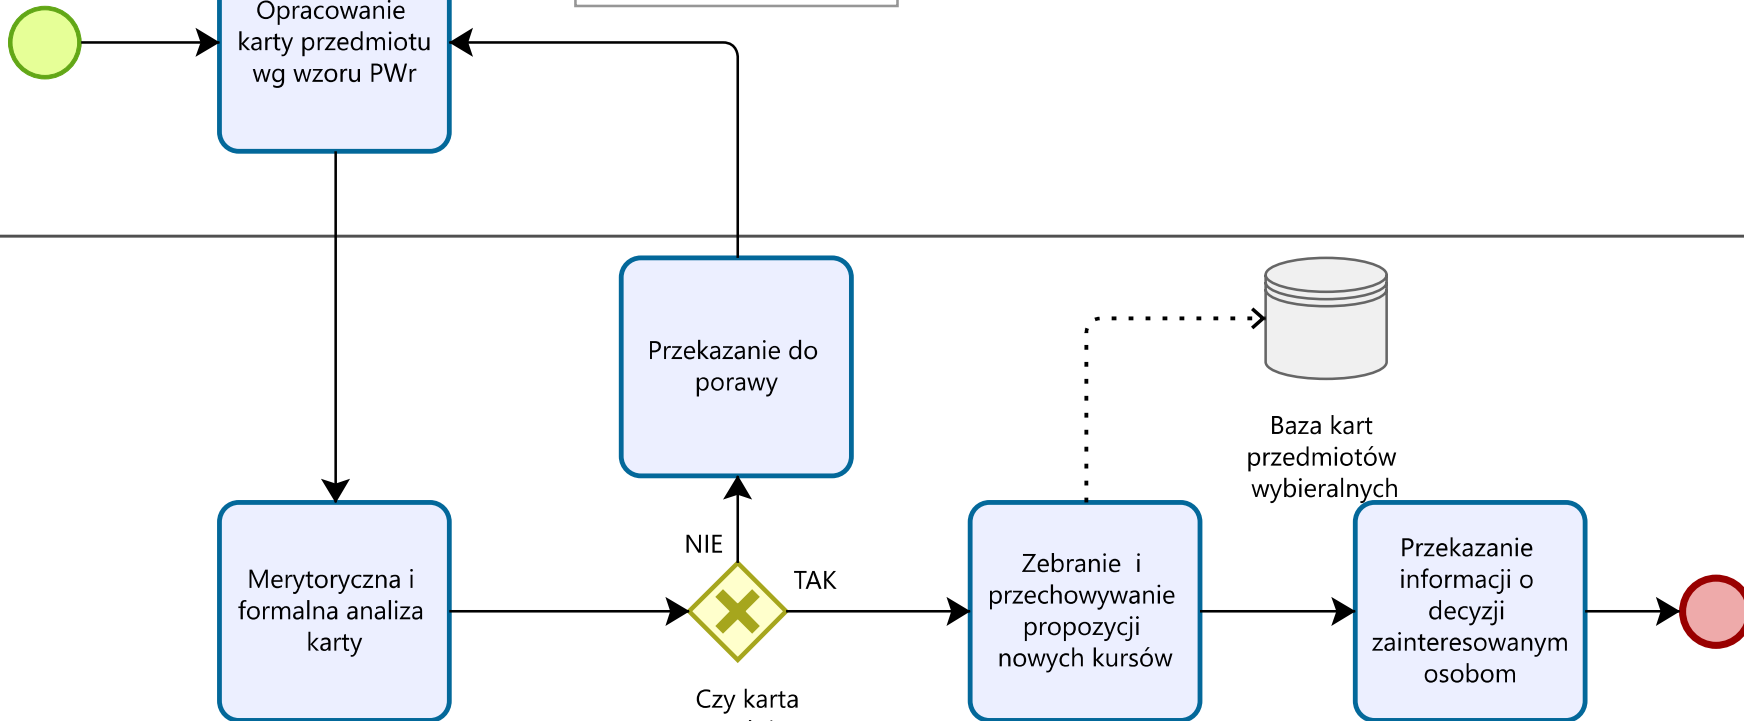 Opracowanie
karty przedmiotu
wg wzoru PWr
Przekazanie do
porawy
Baza kart
przedmiotów
wybieralnych
NIE
TAK
Merytoryczna i
formalna analiza
karty
Czy karta
Zebranie i
przechowywanie
propozycji
nowych kursów
Przekazanie
informacji o
decyzji
zainteresowanym
osobom